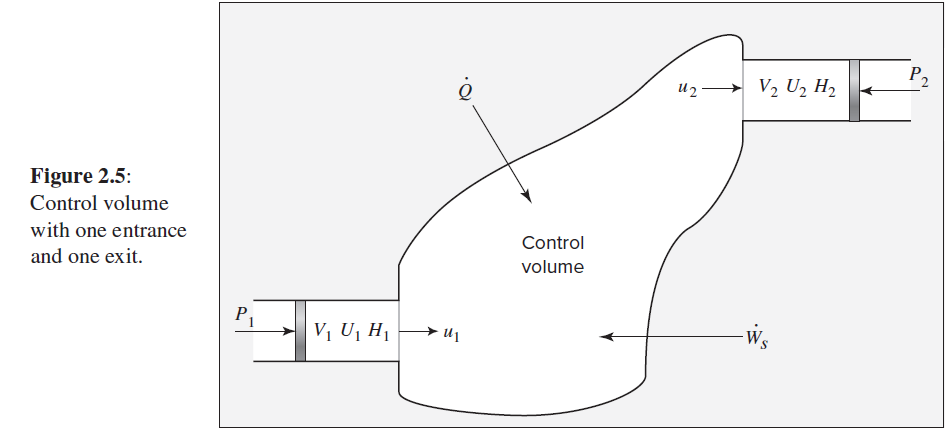 Figure 2.5:
Control volume
with one entrance
and one exit.
Q̇
u₂
V₂ U₂ H₂
P₂
Control
volume
P₁
V₁ U₁ H₁
u₁
Ẇₛ